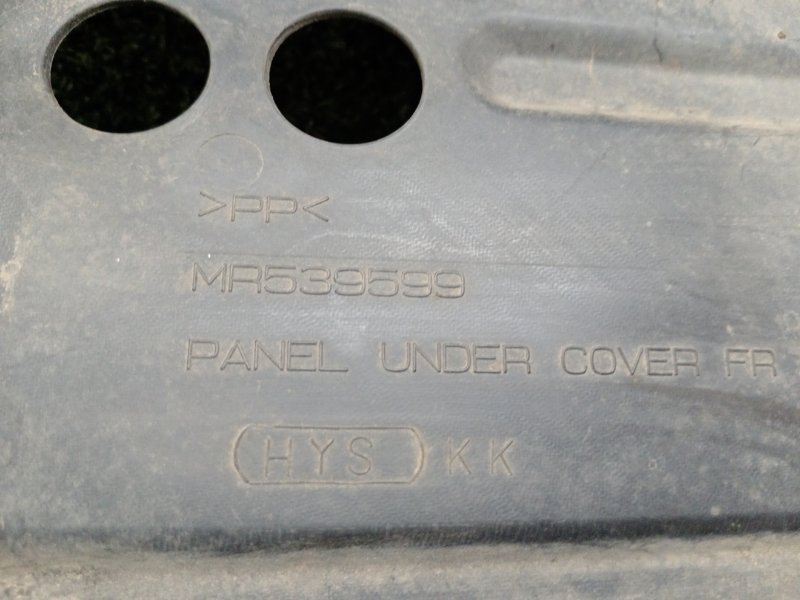 >PP<
MR539599
PANEL UNDER COVER FR
HYS KK